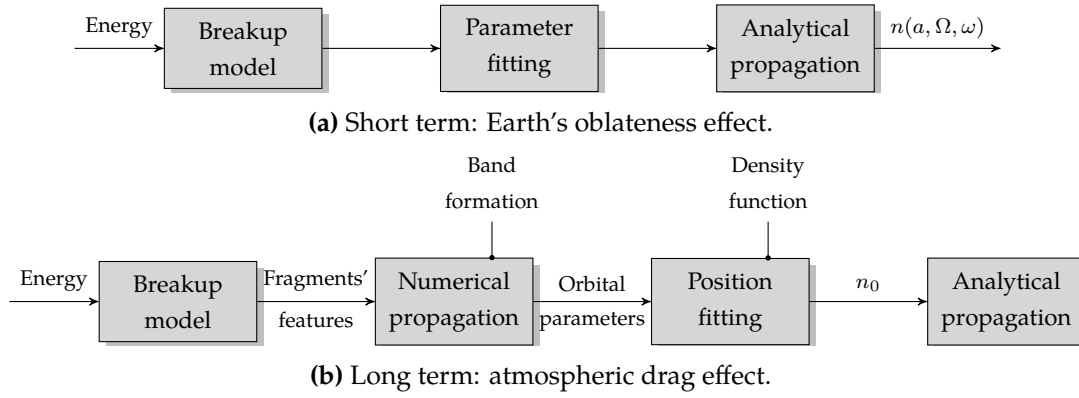 Energy
Breakup
model
Parameter
fitting
Analytical
propagation
n(a, Ω, ω)
(a) Short term: Earth's oblateness effect.
Band
formation
Density
function
Energy
Breakup
model
Fragments'
features
Numerical
propagation
Orbital
parameters
Position
fitting
n₀
Analytical
propagation
(b) Long term: atmospheric drag effect.